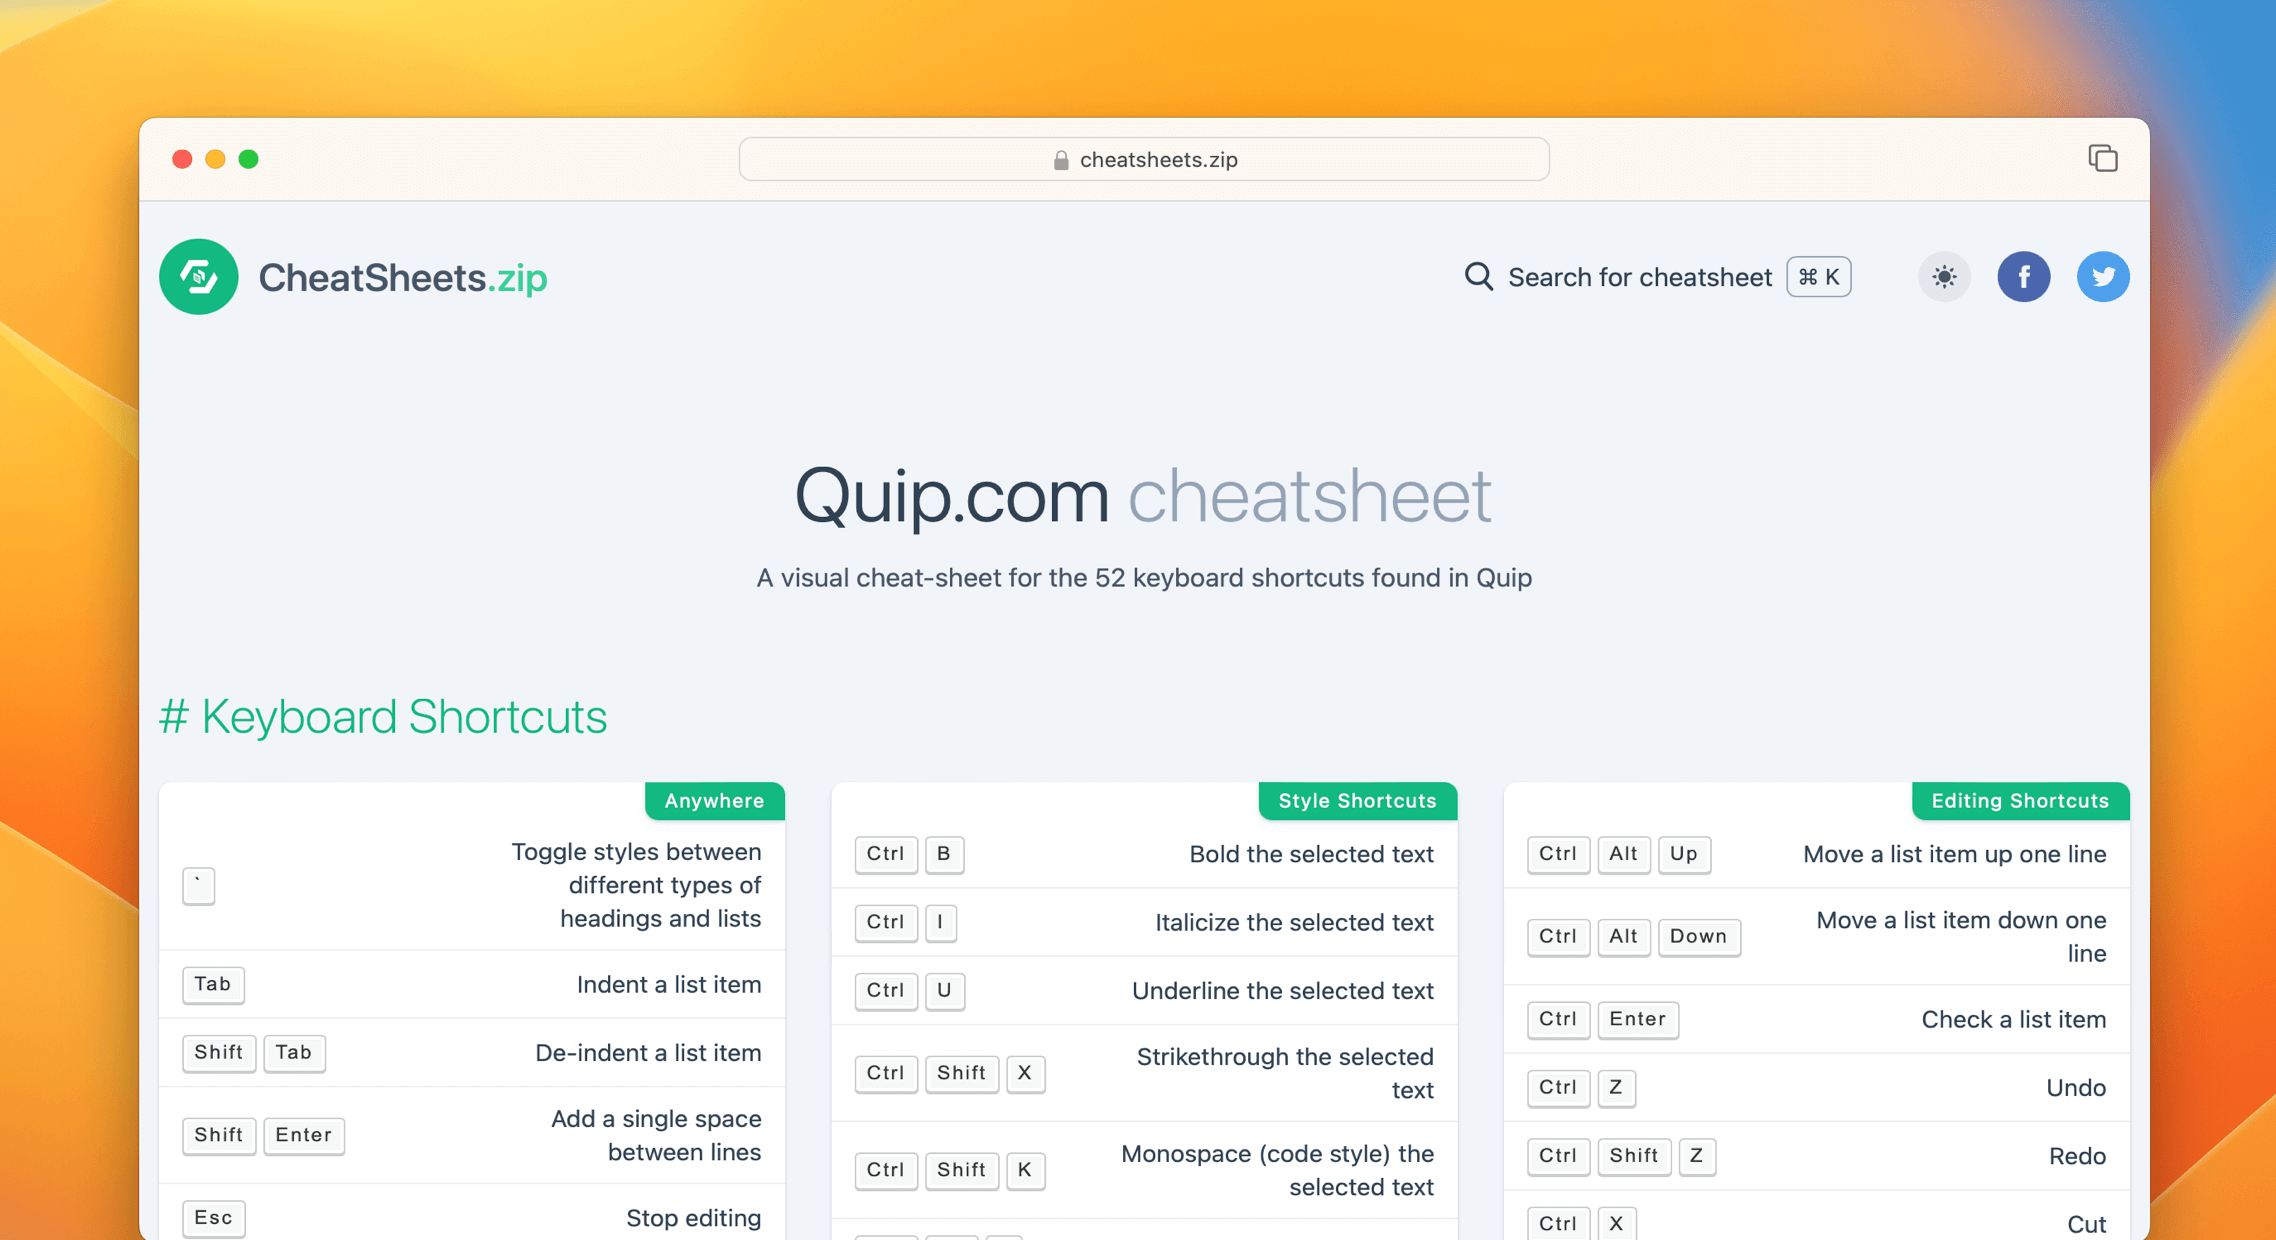 cheatsheets.zip
CheatSheets.zip
Search for cheatsheet ⌘ K
f
Quip.com cheatsheet
A visual cheat-sheet for the 52 keyboard shortcuts found in Quip
# Keyboard Shortcuts
Anywhere
` Toggle styles between
different types of
headings and lists
Tab Indent a list item
Shift Tab De-indent a list item
Shift Enter Add a single space
between lines
Esc Stop editing
Style Shortcuts
Ctrl B Bold the selected text
Ctrl I Italicize the selected text
Ctrl U Underline the selected text
Ctrl Shift X Strikethrough the selected
text
Ctrl Shift K Monospace (code style) the
selected text
Editing Shortcuts
Ctrl Alt Up Move a list item up one line
Ctrl Alt Down Move a list item down one
line
Ctrl Enter Check a list item
Ctrl Z Undo
Ctrl Shift Z Redo
Ctrl X Cut